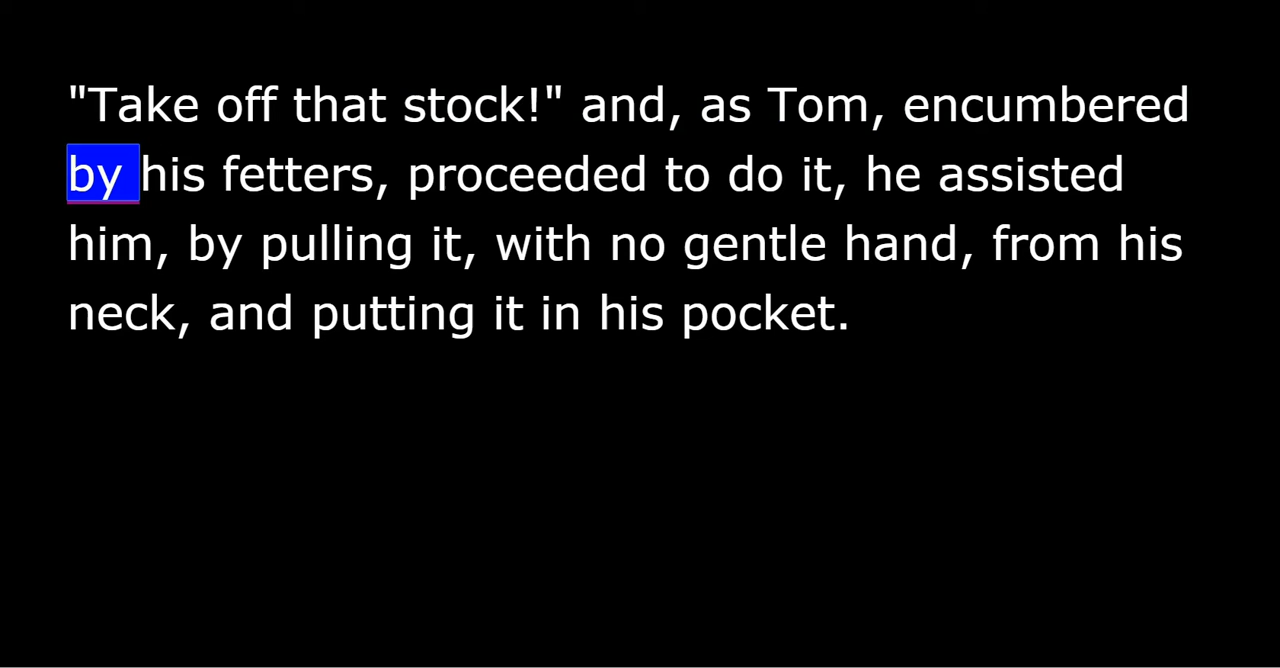 "Take off that stock!" and, as Tom, encumbered
by his fetters, proceeded to do it, he assisted
him, by pulling it, with no gentle hand, from his
neck, and putting it in his pocket.